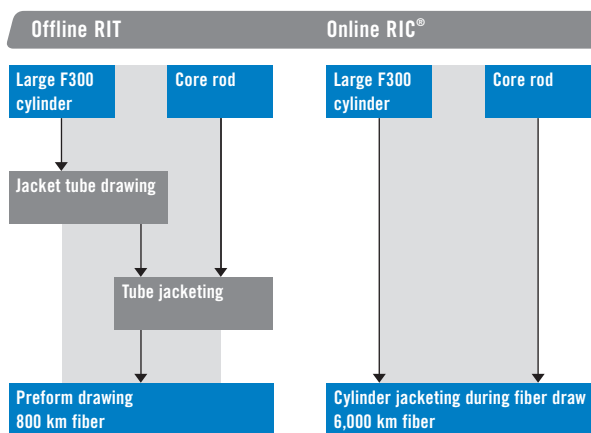 Offline RIT
Online RIC®
Large F300
cylinder
Core rod
Large F300
cylinder
Core rod
Jacket tube drawing
Tube jacketing
Preform drawing
800 km fiber
Cylinder jacketing during fiber draw
6,000 km fiber